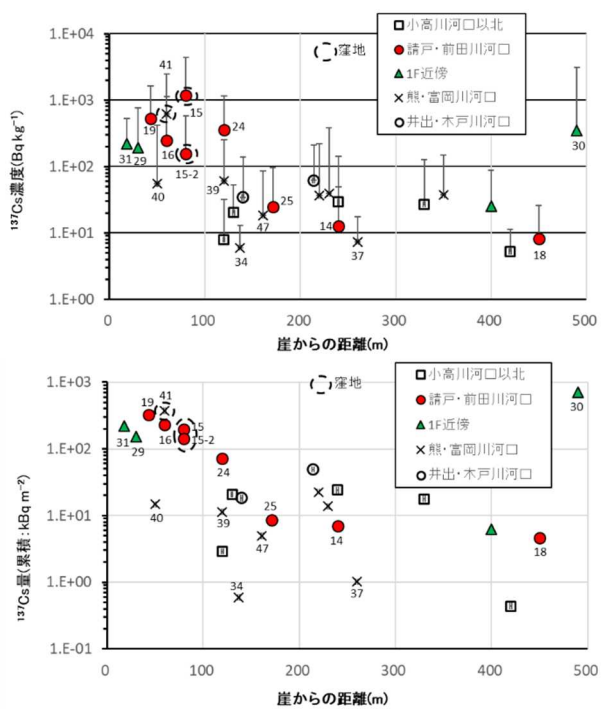 小高川河口以北
請戸・前田川河口
1F近傍
熊・富岡川河口
井出・木戸川河口
窪地
1.E+04
1.E+03
1.E+02
1.E+01
1.E+00
¹³⁷Cs濃度(Bq kg⁻¹)
41
15
19
16
24
31
29
15-2
30
40
39
25
47
14
34
37
18
0 100 200 300 400 500
崖からの距離(m)
小高川河口以北
請戸・前田川河口
1F近傍
熊・富岡川河口
井出・木戸川河口
窪地
1.E+03
1.E+02
1.E+01
1.E+00
1.E-01
¹³⁷Cs量(累積:kBq m⁻²)
41
19
15
31
29
16
15-2
30
24
40
39
25
47
14
34
37
18
0 100 200 300 400 500
崖からの距離(m)